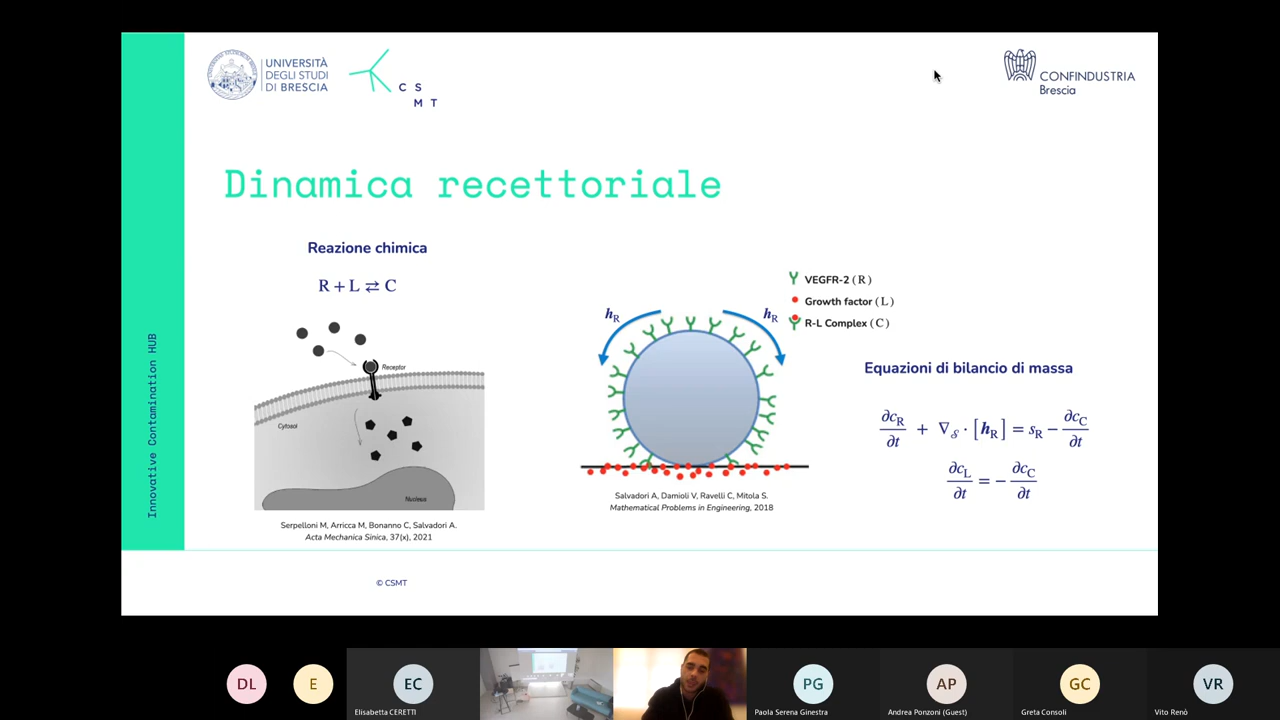 UNIVERSITÀ
DEGLI STUDI
DI BRESCIA
C S
M T
CONFINDUSTRIA
Brescia
Dinamica recettoriale
Innovative Contamination HUB
Reazione chimica
R + L ⇄ C
Receptor
Cytosol
Nucleus
Serpelloni M, Arricca M, Bonanno C, Salvadori A.
Acta Mechanica Sinica, 37(x), 2021
h_R
h_R
VEGFR-2 ( R )
Growth factor ( L )
R-L Complex ( C )
Salvadori A, Damioli V, Ravelli C, Mitola S.
Mathematical Problems in Engineering, 2018
Equazioni di bilancio di massa
∂c_R/∂t + ∇_𝒮 · [h_R] = s_R − ∂c_C/∂t
∂c_L/∂t = − ∂c_C/∂t
© CSMT
DL
E
EC
Elisabetta CERETTI
PG
Paola Serena Ginestra
AP
Andrea Ponzoni (Guest)
GC
Greta Consoli
VR
Vito Renò